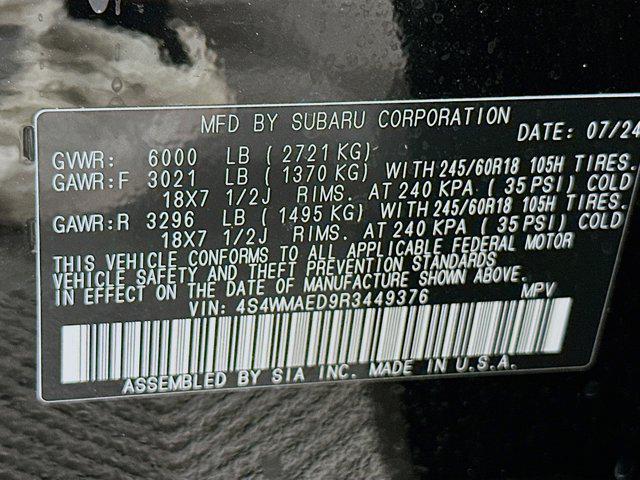 MFD BY SUBARU CORPORATION DATE: 07/24
GVWR: 6000 LB ( 2721 KG)
GAWR:F 3021 LB ( 1370 KG) WITH 245/60R18 105H TIRES.
18X7 1/2J RIMS. AT 240 KPA ( 35 PSI) COLD
GAWR:R 3296 LB ( 1495 KG) WITH 245/60R18 105H TIRES.
18X7 1/2J RIMS. AT 240 KPA ( 35 PSI) COLD
THIS VEHICLE CONFORMS TO ALL APPLICABLE FEDERAL MOTOR
VEHICLE SAFETY AND THEFT PREVENTION STANDARDS
IN EFFECT ON THE DATE OF MANUFACTURE SHOWN ABOVE.
VIN: 4S4WMAED9R3449376 MPV
ASSEMBLED BY SIA INC. MADE IN U.S.A.